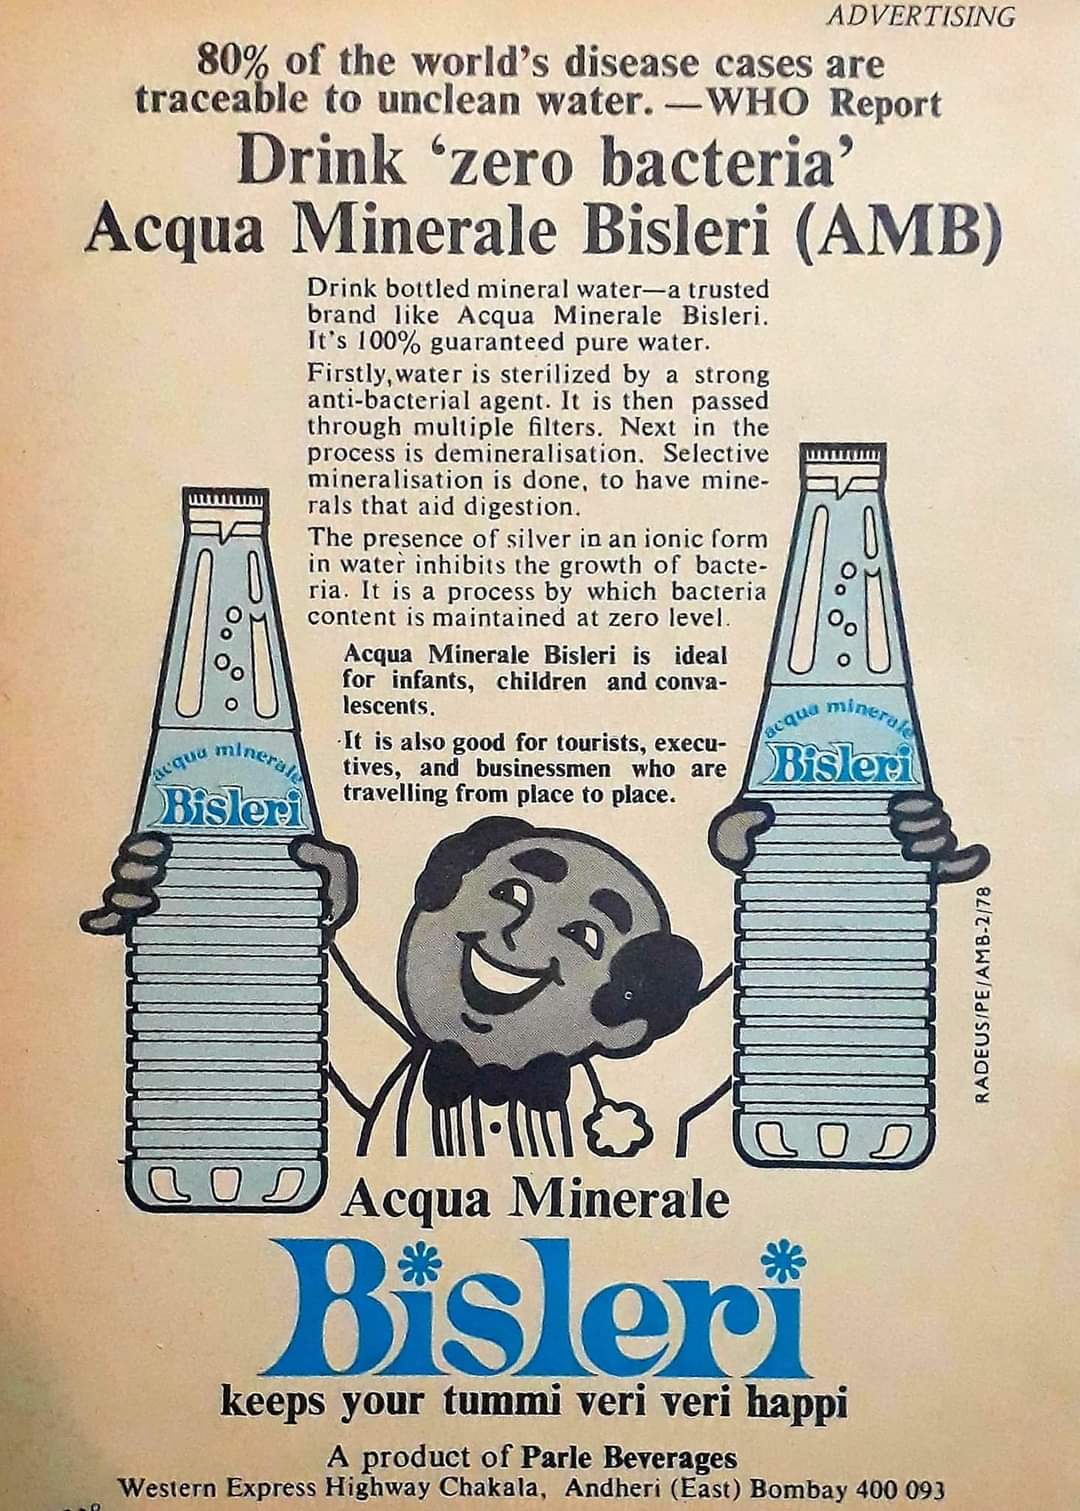 ADVERTISING
80% of the world's disease cases are
traceable to unclean water. —WHO Report
Drink 'zero bacteria'
Acqua Minerale Bisleri (AMB)
Drink bottled mineral water—a trusted
brand like Acqua Minerale Bisleri.
It's 100% guaranteed pure water.
Firstly, water is sterilized by a strong
anti-bacterial agent. It is then passed
through multiple filters. Next in the
process is demineralisation. Selective
mineralisation is done, to have mine-
rals that aid digestion.
The presence of silver in an ionic form
in water inhibits the growth of bacte-
ria. It is a process by which bacteria
content is maintained at zero level.
Acqua Minerale Bisleri is ideal
for infants, children and conva-
lescents.
It is also good for tourists, execu-
tives, and businessmen who are
travelling from place to place.
acqua minerale
Bisleri
acqua minerale
Bisleri
RADEUS/PE/AMB-2/78
Acqua Minerale
Bisleri
keeps your tummi veri veri happi
A product of Parle Beverages
Western Express Highway Chakala, Andheri (East) Bombay 400 093